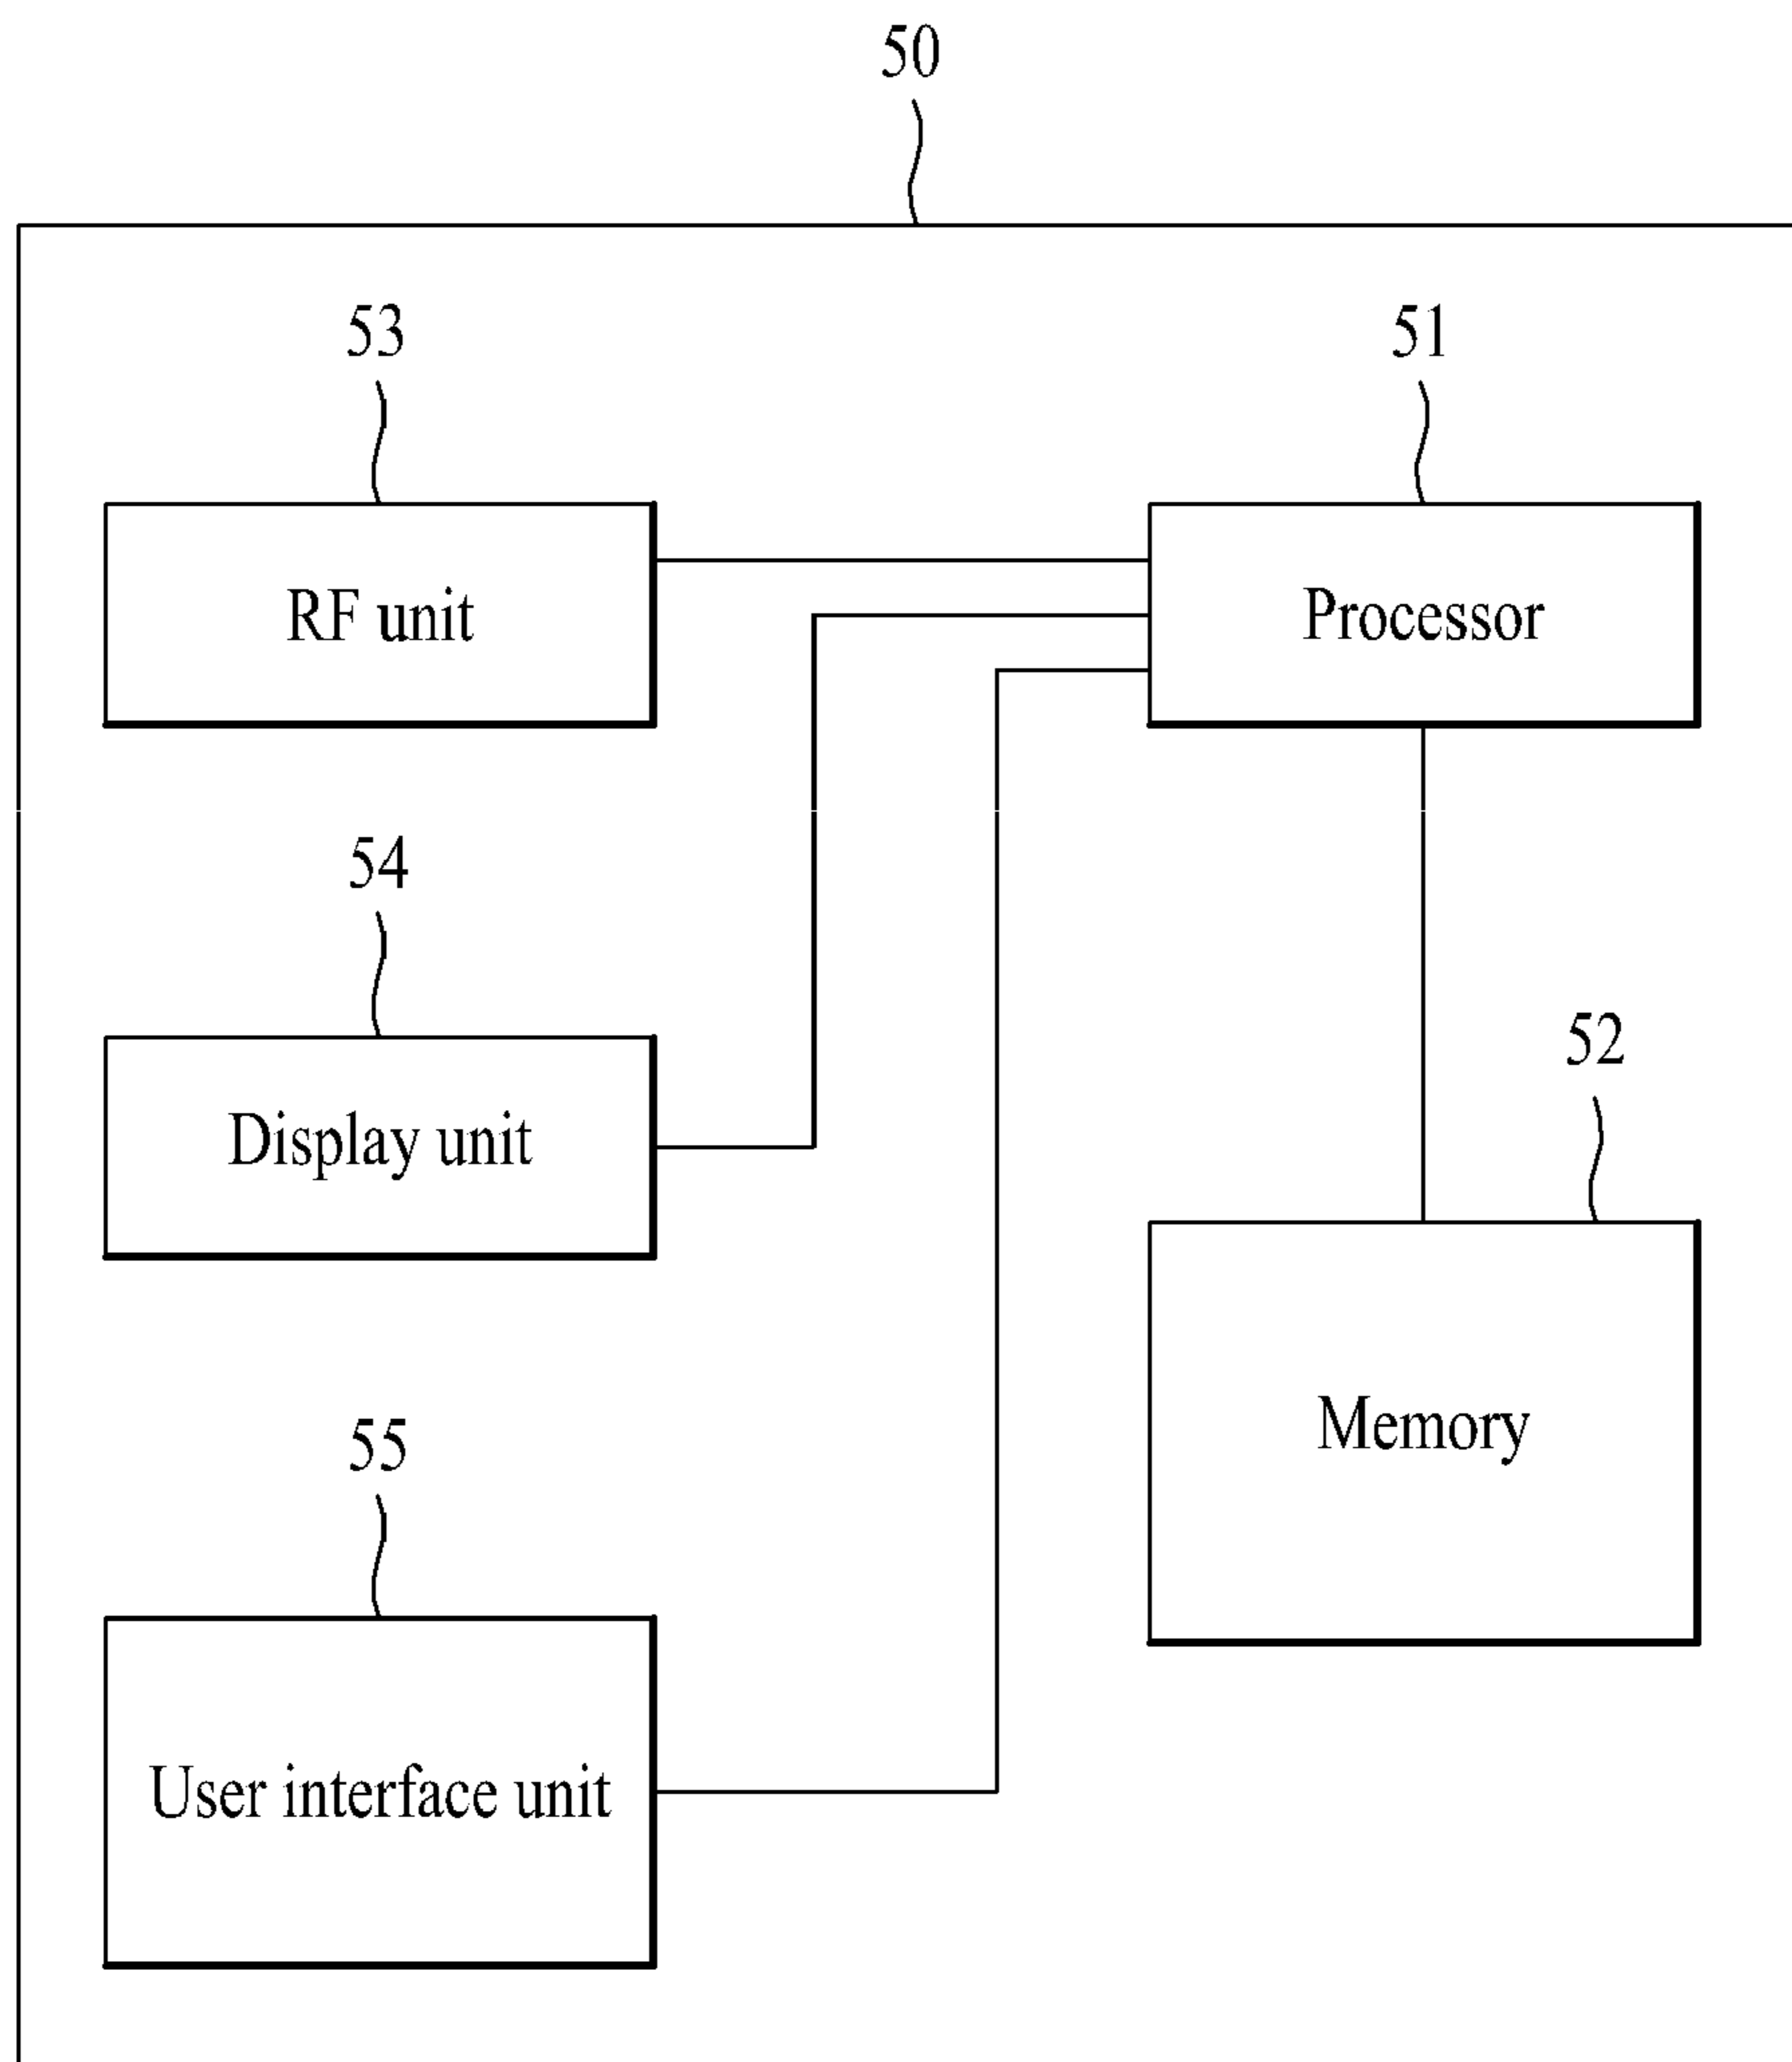 50
53
51
RF unit
Processor
54
52
Display unit
Memory
55
User interface unit